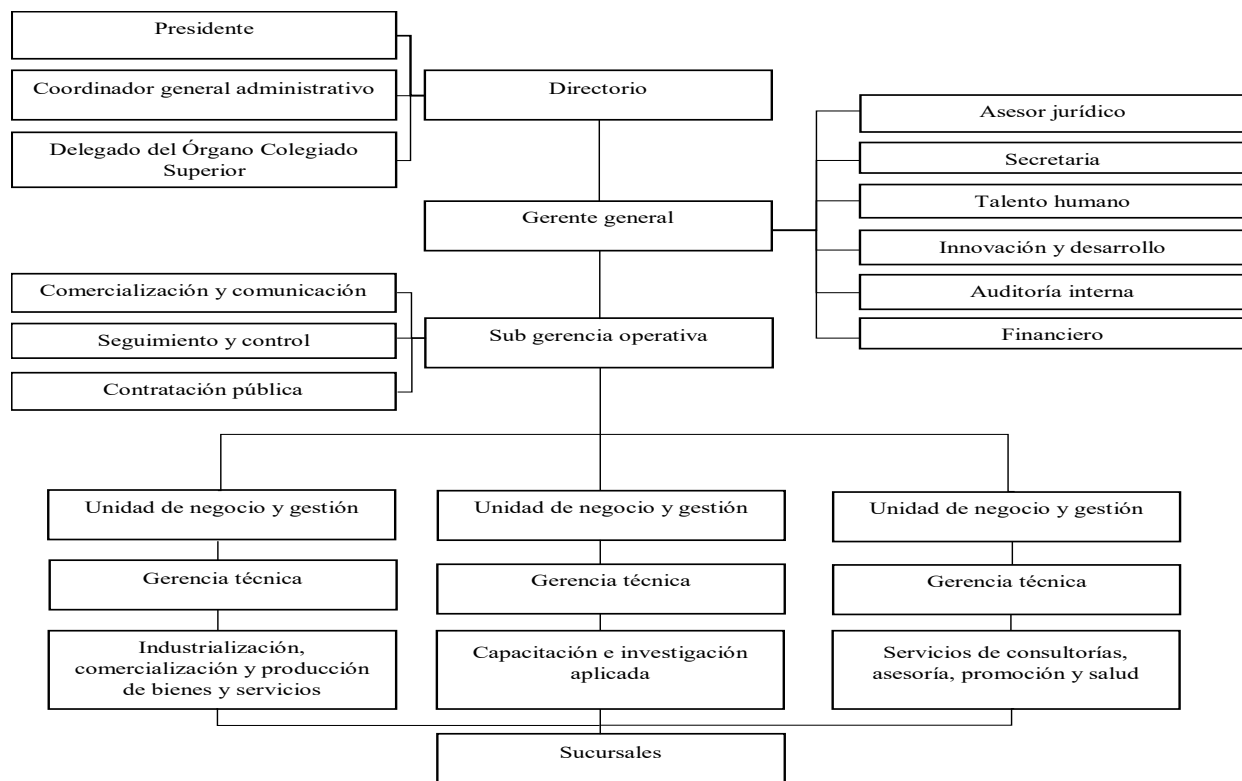 Presidente
Coordinador general administrativo
Delegado del Órgano Colegiado
Superior
Directorio
Asesor jurídico
Secretaria
Talento humano
Innovación y desarrollo
Auditoría interna
Financiero
Gerente general
Comercialización y comunicación
Seguimiento y control
Contratación pública
Sub gerencia operativa
Unidad de negocio y gestión
Unidad de negocio y gestión
Unidad de negocio y gestión
Gerencia técnica
Gerencia técnica
Gerencia técnica
Industrialización,
comercialización y producción
de bienes y servicios
Capacitación e investigación
aplicada
Servicios de consultorías,
asesoría, promoción y salud
Sucursales